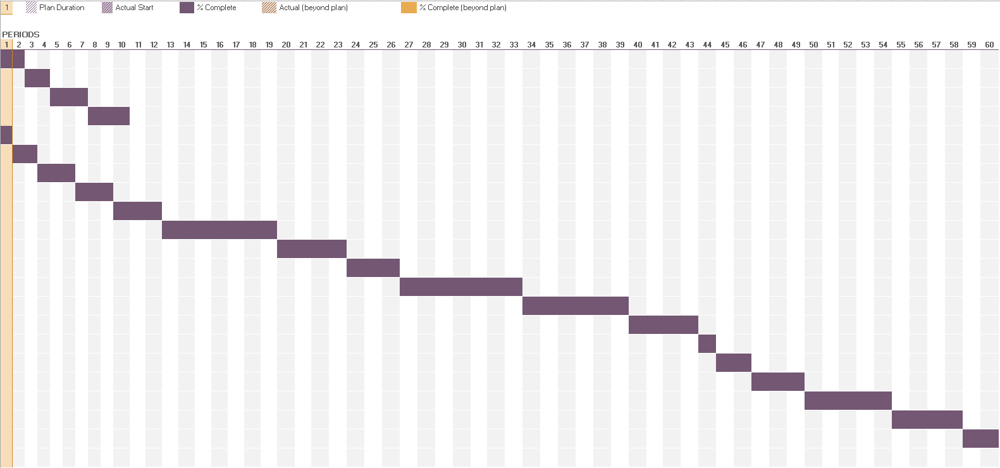 1 Plan Duration Actual Start % Complete Actual (beyond plan) % Complete (beyond plan)
PERIODS
1 2 3 4 5 6 7 8 9 10 11 12 13 14 15 16 17 18 19 20 21 22 23 24 25 26 27 28 29 30 31 32 33 34 35 36 37 38 39 40 41 42 43 44 45 46 47 48 49 50 51 52 53 54 55 56 57 58 59 60